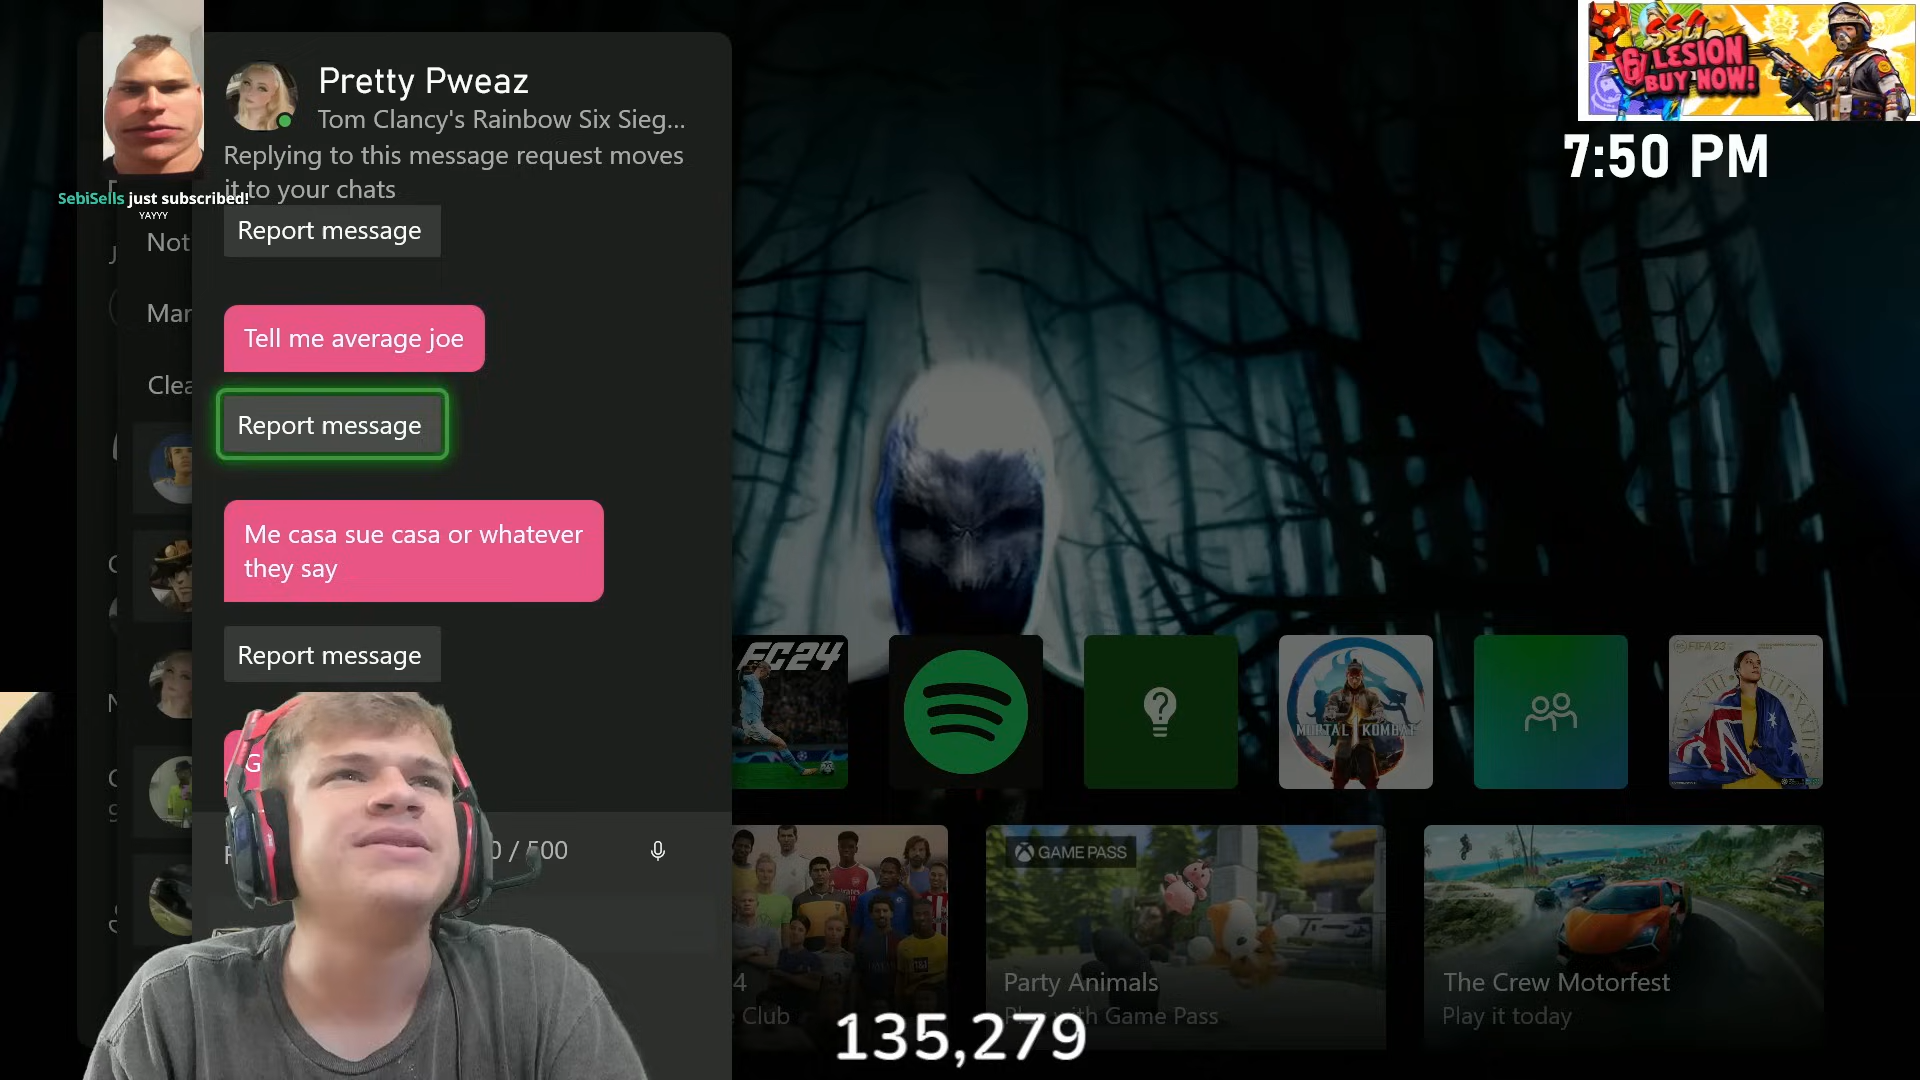 Pretty Pweaz
Tom Clancy's Rainbow Six Sieg...
Replying to this message request moves
it to your chats
SebiSells just subscribed!
YAYYY
Report message
Tell me average joe
Report message
Me casa sue casa or whatever
they say
Report message
G
/ 500
Not
Mar
Clea
SSU
LESION
BUY NOW!
7:50 PM
FC24
MORTAL KOMBAT
FIFA 23
4
Club
GAME PASS
Party Animals
Play with Game Pass
The Crew Motorfest
Play it today
135,279